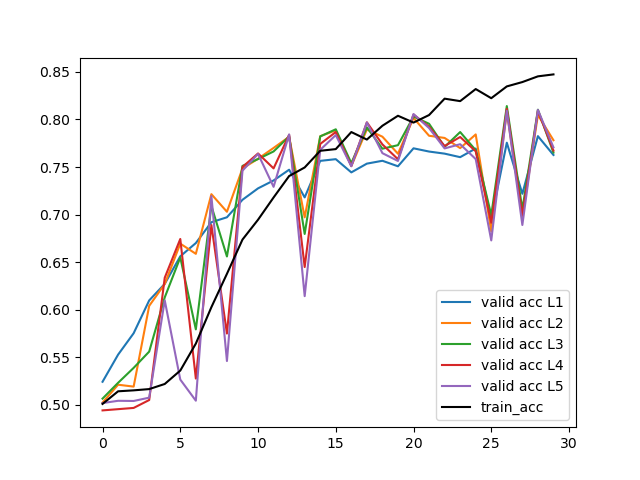 0.85
0.80
0.75
0.70
0.65
0.60
0.55
0.50
0 5 10 15 20 25 30
valid acc L1
valid acc L2
valid acc L3
valid acc L4
valid acc L5
train_acc